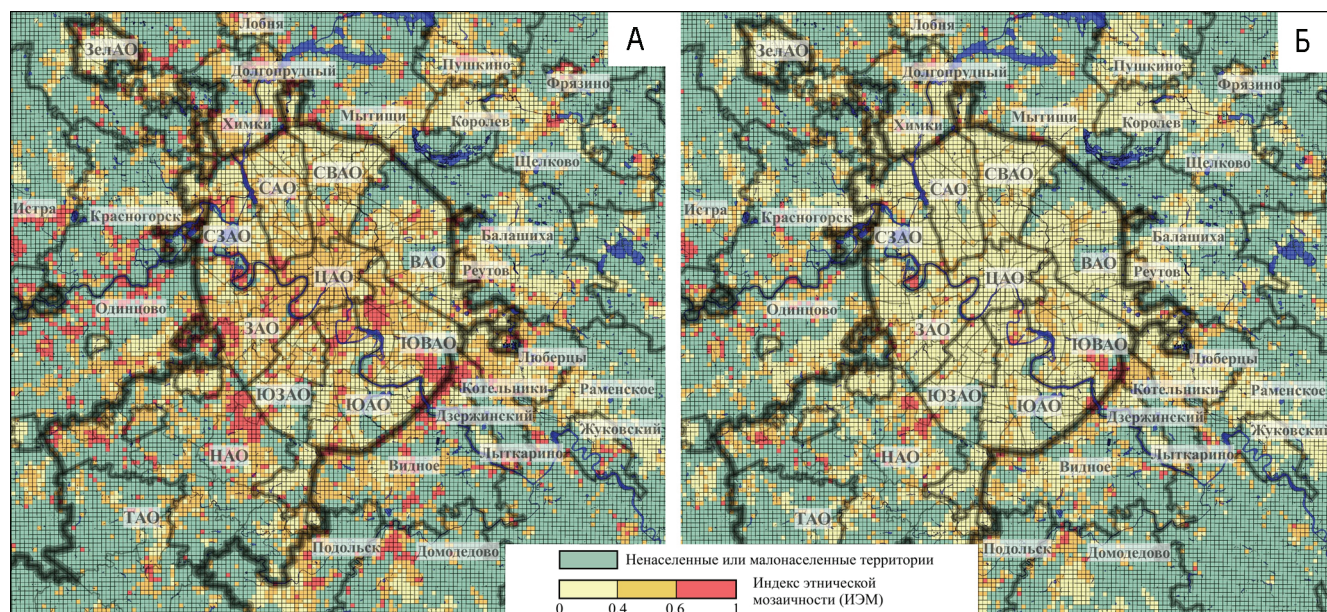 А
Лобня
ЗелАО
Долгопрудный
Пушкино
Фрязино
Химки
Мытищи
Королев
Щелково
СВАО
САО
Истра
Красногорск
СЗАО
Балашиха
ВАО
ЦАО
Реутов
Одинцово
ЗАО
ЮВАО
Люберцы
Котельники
Раменское
ЮЗАО
ЮАО
Дзержинский
Жуковский
НАО
Видное
Лыткарино
ТАО
Подольск
Домодедово
Б
Лобня
ЗелАО
Долгопрудный
Пушкино
Фрязино
Химки
Мытищи
Королев
Щелково
СВАО
САО
Истра
Красногорск
СЗАО
Балашиха
ВАО
ЦАО
Реутов
Одинцово
ЗАО
ЮВАО
Люберцы
Котельники
Раменское
ЮЗАО
ЮАО
Дзержинский
Жуковский
НАО
Видное
Лыткарино
ТАО
Подольск
Домодедово
Ненаселенные или малонаселенные территории
Индекс этнической
мозаичности (ИЭМ)
0 0.4 0.6 1